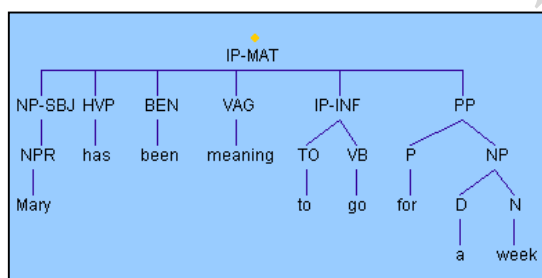 IP-MAT
NP-SBJ HVP BEN VAG IP-INF PP
NPR has been meaning TO VB P NP
Mary to go for D N
a week